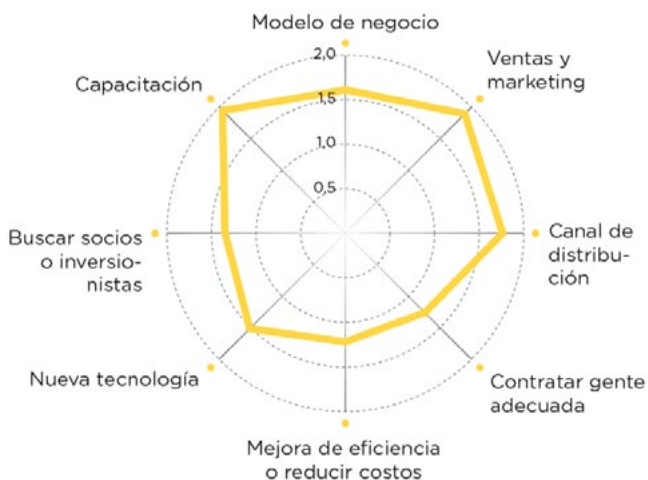 Modelo de negocio
Ventas y
marketing
Canal de
distribu-
ción
Contratar gente
adecuada
Mejora de eficiencia
o reducir costos
Nueva tecnología
Buscar socios
o inversio-
nistas
Capacitación
2,0
1,5
1,0
0,5